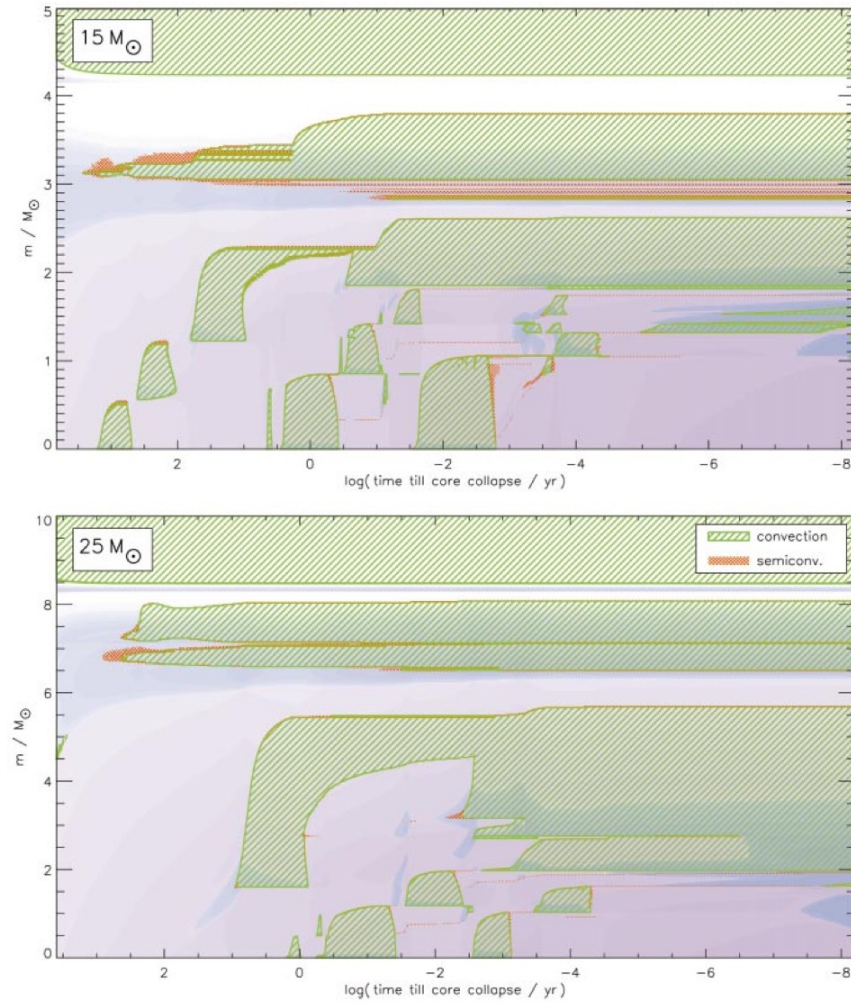 5
15 M⊙
4
3
m / M⊙
2
1
0
2 0 -2 -4 -6 -8
log(time till core collapse / yr)
10
25 M⊙
convection
semiconv.
8
6
m / M⊙
4
2
0
2 0 -2 -4 -6 -8
log(time till core collapse / yr)